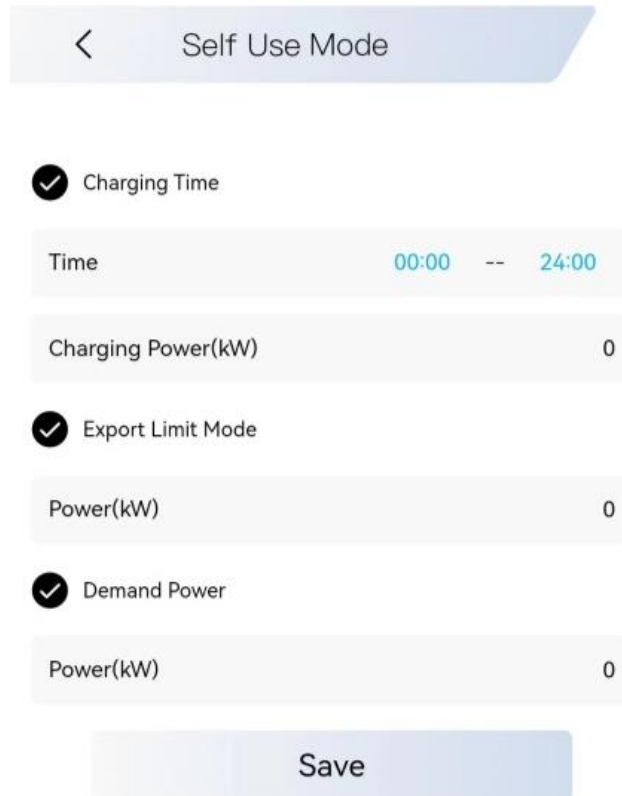 Self Use Mode
Charging Time
Time 00:00 -- 24:00
Charging Power(kW) 0
Export Limit Mode
Power(kW) 0
Demand Power
Power(kW) 0
Save